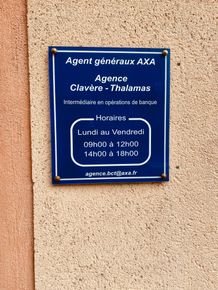 Agent généraux AXA
Agence
Clavère - Thalamas
Intermédiaire en opérations de banque
Horaires
Lundi au Vendredi
09h00 à 12h00
14h00 à 18h00
agence.bct@axa.fr